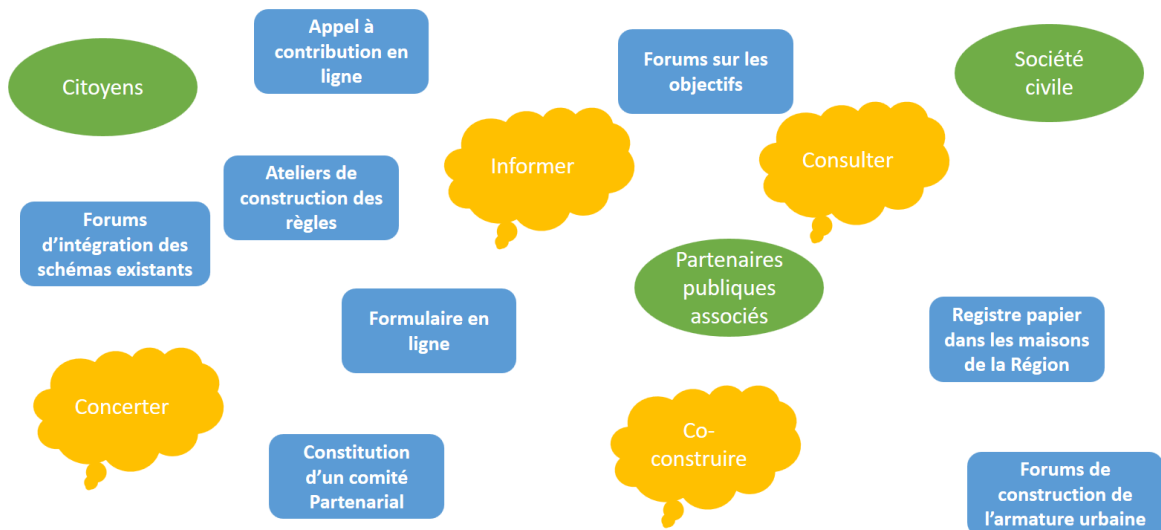 Appel à
contribution en
ligne
Citoyens
Forums sur les
objectifs
Société
civile
Informer
Consulter
Ateliers de
construction des
règles
Forums
d’intégration des
schémas existants
Partenaires
publiques
associés
Formulaire en
ligne
Registre papier
dans les maisons
de la Région
Concerter
Co-
construire
Constitution
d’un comité
Partenarial
Forums de
construction de
l’armature urbaine